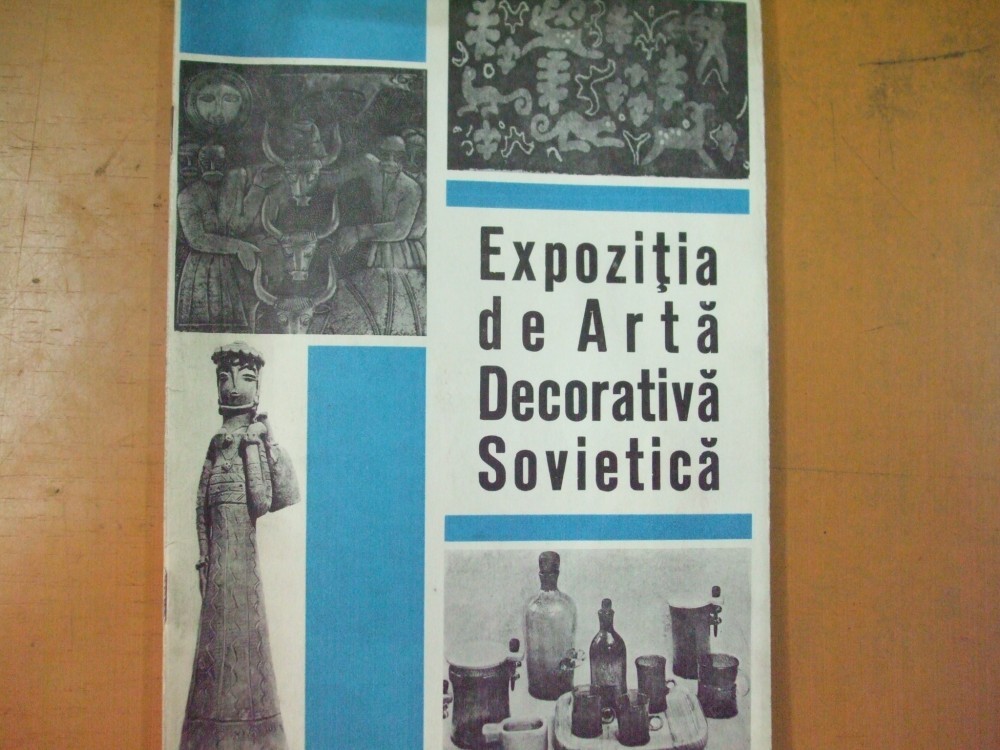 Expoziţia
de Artă
Decorativă
Sovietică